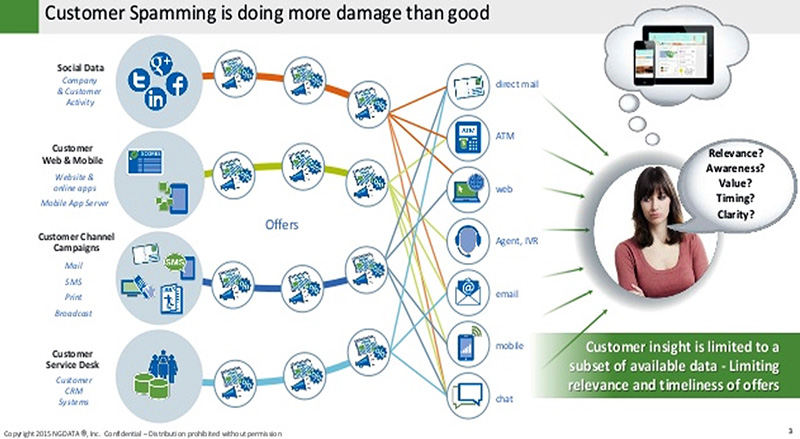 Customer Spamming is doing more damage than good
Social Data
Company
& Customer
Activity
g+
t
f
in
Customer
Web & Mobile
Website &
online apps
Mobile App Server
Customer Channel
Campaigns
Mail
SMS
Print
Broadcast
SMS
Customer
Service Desk
Customer
CRM
Systems
Offers
direct mail
ATM
ATM
web
Agent, IVR
email
mobile
chat
Relevance?
Awareness?
Value?
Timing?
Clarity?
Customer insight is limited to a
subset of available data - Limiting
relevance and timeliness of offers
Copyright 2015 NGDATA ®, Inc. Confidential – Distribution prohibited without permission
3